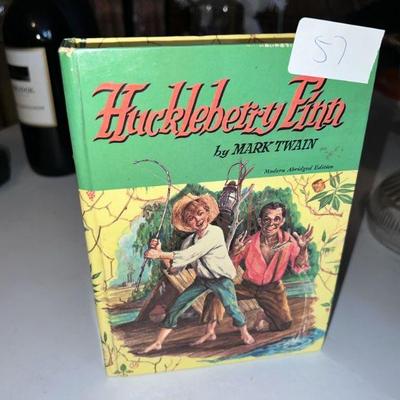 57
Huckleberry Finn
by MARK TWAIN
Modern Abridged Edition